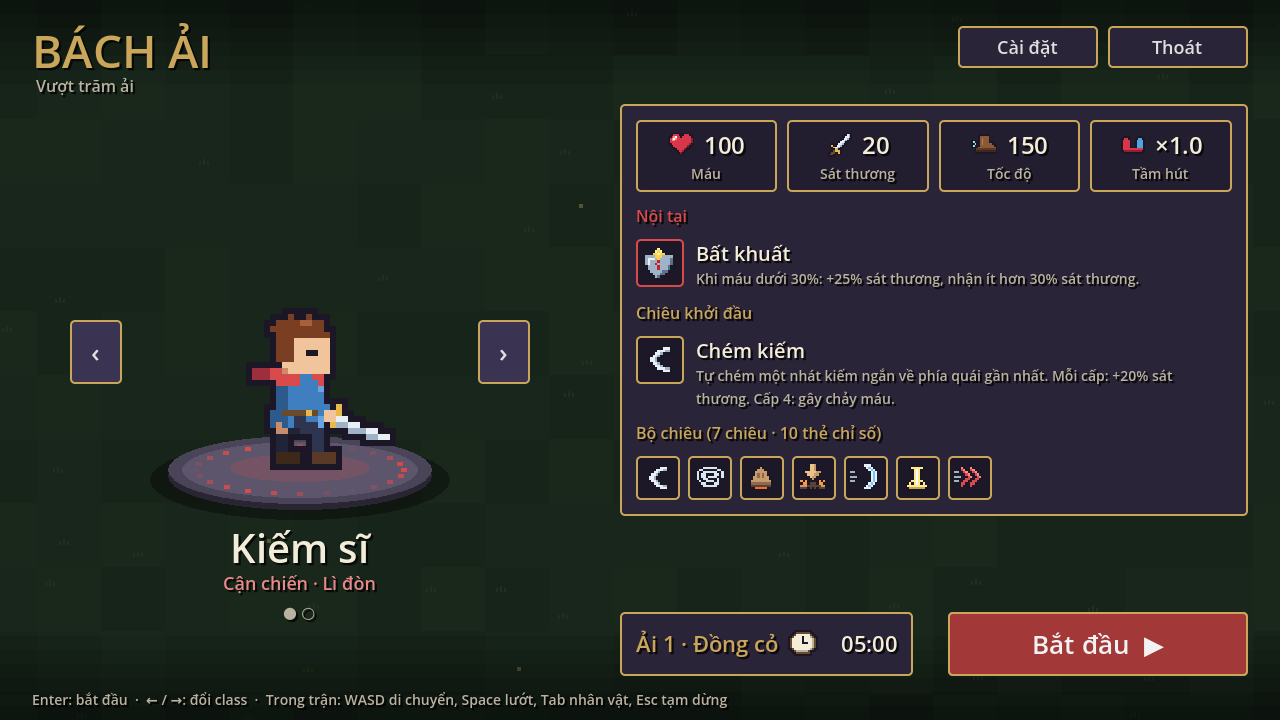 BÁCH ẢI
Vượt trăm ải
Cài đặt
Thoát
100
Máu
20
Sát thương
150
Tốc độ
×1.0
Tầm hút
Nội tại
Bất khuất
Khi máu dưới 30%: +25% sát thương, nhận ít hơn 30% sát thương.
Chiêu khởi đầu
Chém kiếm
Tự chém một nhát kiếm ngắn về phía quái gần nhất. Mỗi cấp: +20% sát
thương. Cấp 4: gây chảy máu.
Bộ chiêu (7 chiêu · 10 thẻ chỉ số)
‹
›
Kiếm sĩ
Cận chiến · Lì đòn
Ải 1 · Đồng cỏ
05:00
Bắt đầu ▶
Enter: bắt đầu · ← / →: đổi class · Trong trận: WASD di chuyển, Space lướt, Tab nhân vật, Esc tạm dừng